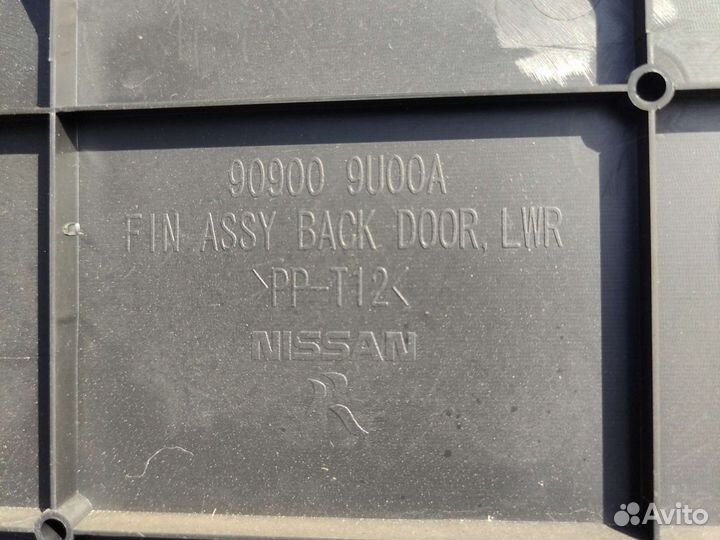 90900 9U00A
FIN ASSY BACK DOOR, LWR
>PP-T12<
NISSAN
Avito